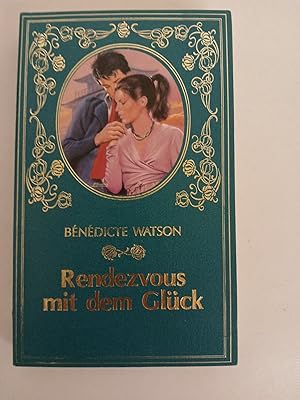 BÉNÉDICTE WATSON
Rendezvous
mit dem Glück